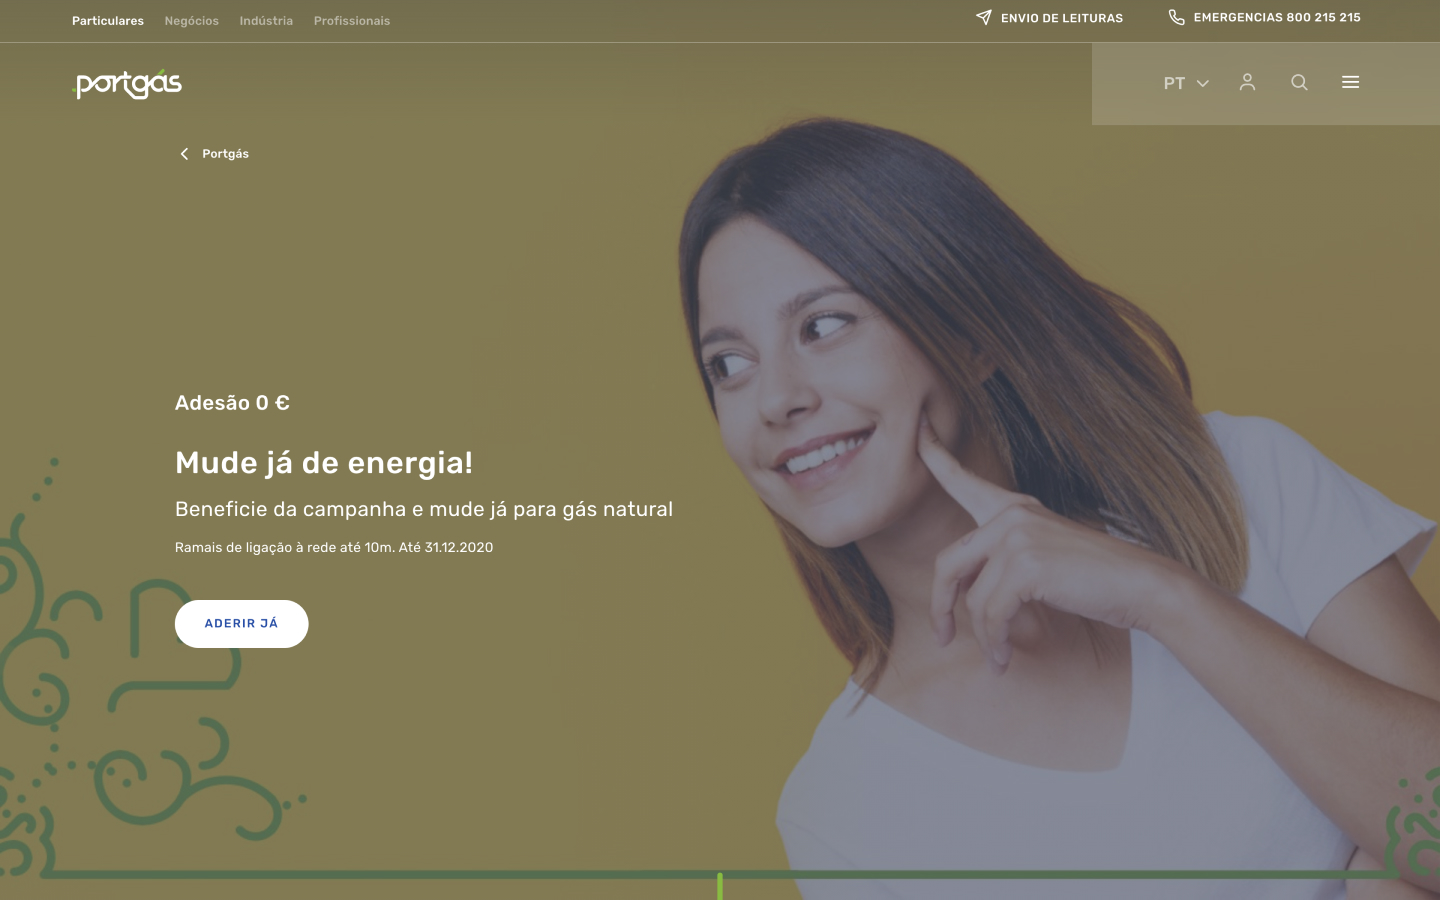 Particulares
Negócios
Indústria
Profissionais
ENVIO DE LEITURAS
EMERGENCIAS 800 215 215
portgás
PT
Portgás
Adesão 0 €
Mude já de energia!
Beneficie da campanha e mude já para gás natural
Ramais de ligação à rede até 10m. Até 31.12.2020
ADERIR JÁ